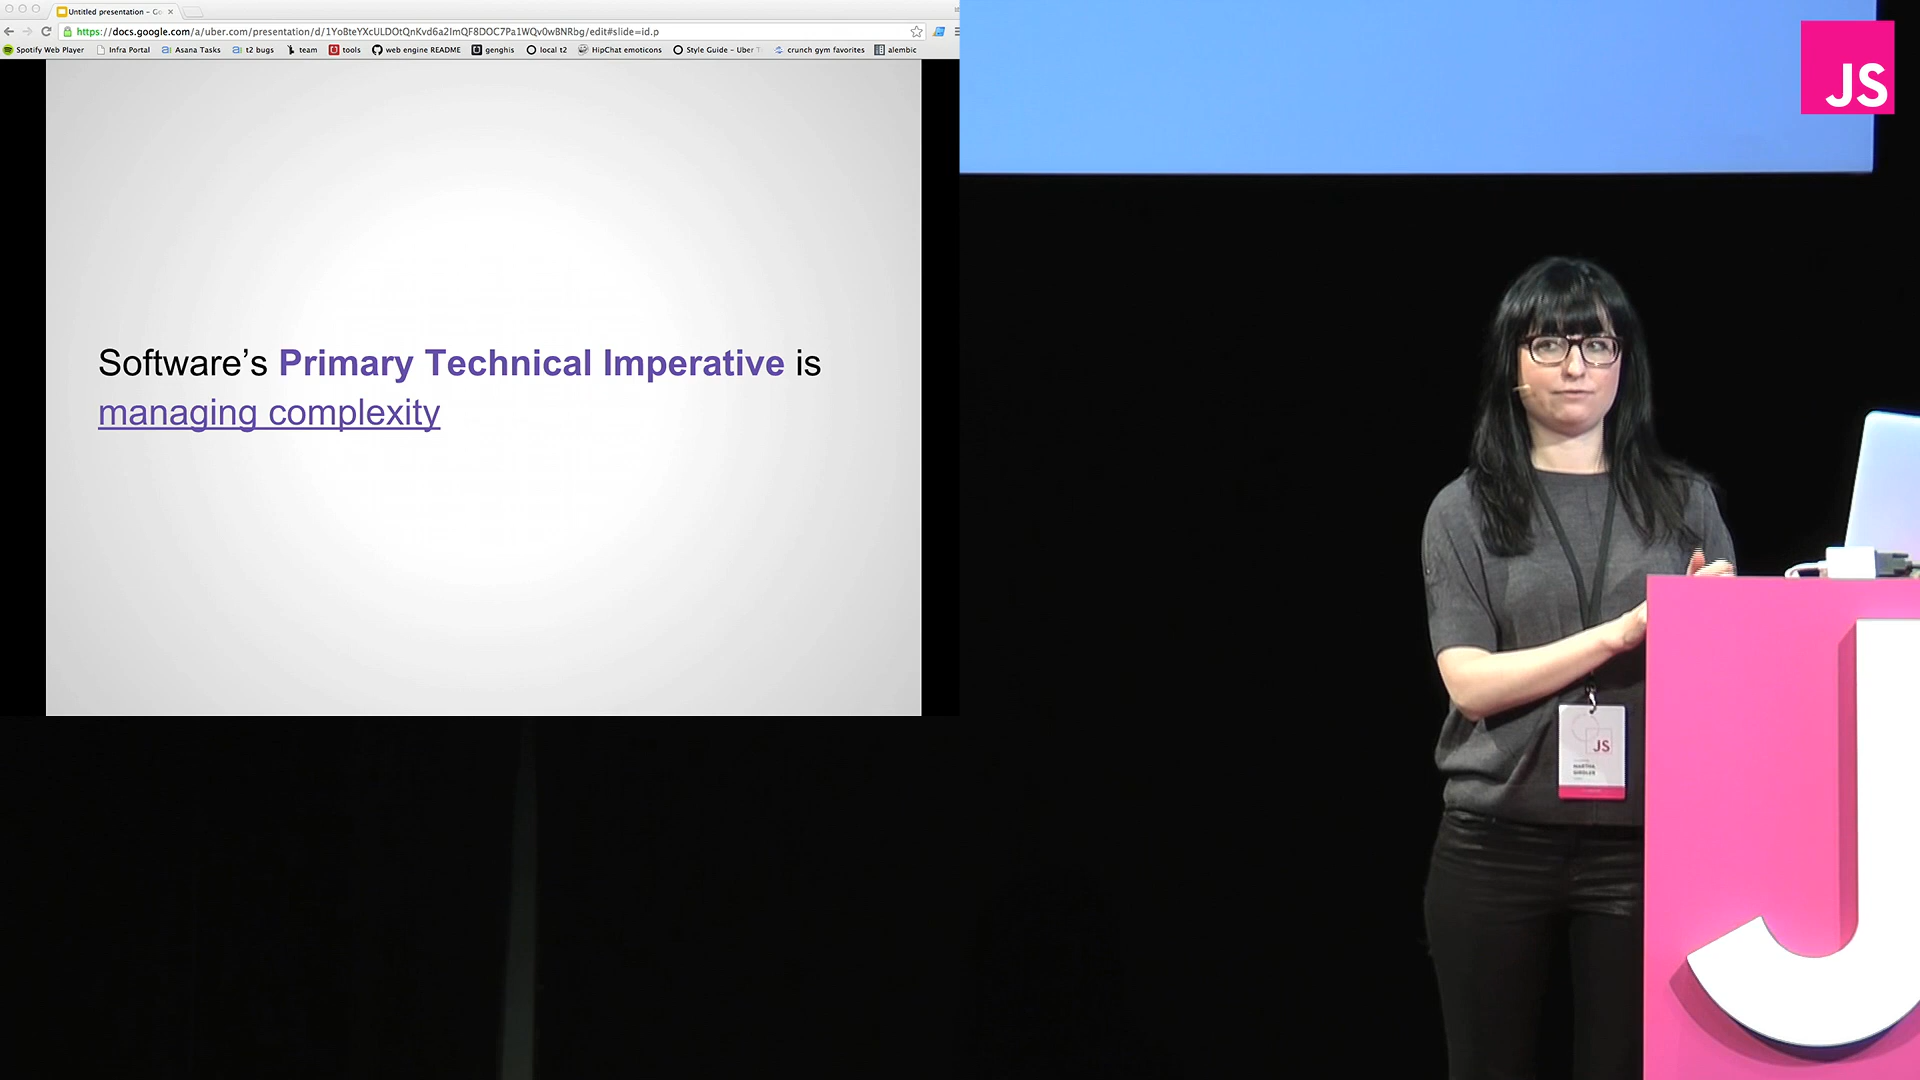 Untitled presentation - Go
https://docs.google.com/a/uber.com/presentation/d/1YoBteYXcULDOtQnKvd6a2ImQF8DOC7Pa1WQv0wBNRbg/edit#slide=id.p
Spotify Web Player Infra Portal Asana Tasks t2 bugs team tools web engine README genghis local t2 HipChat emoticons Style Guide - Uber crunch gym favorites alembic
Software's Primary Technical Imperative is
managing complexity
JS
JS
MARTHA
J